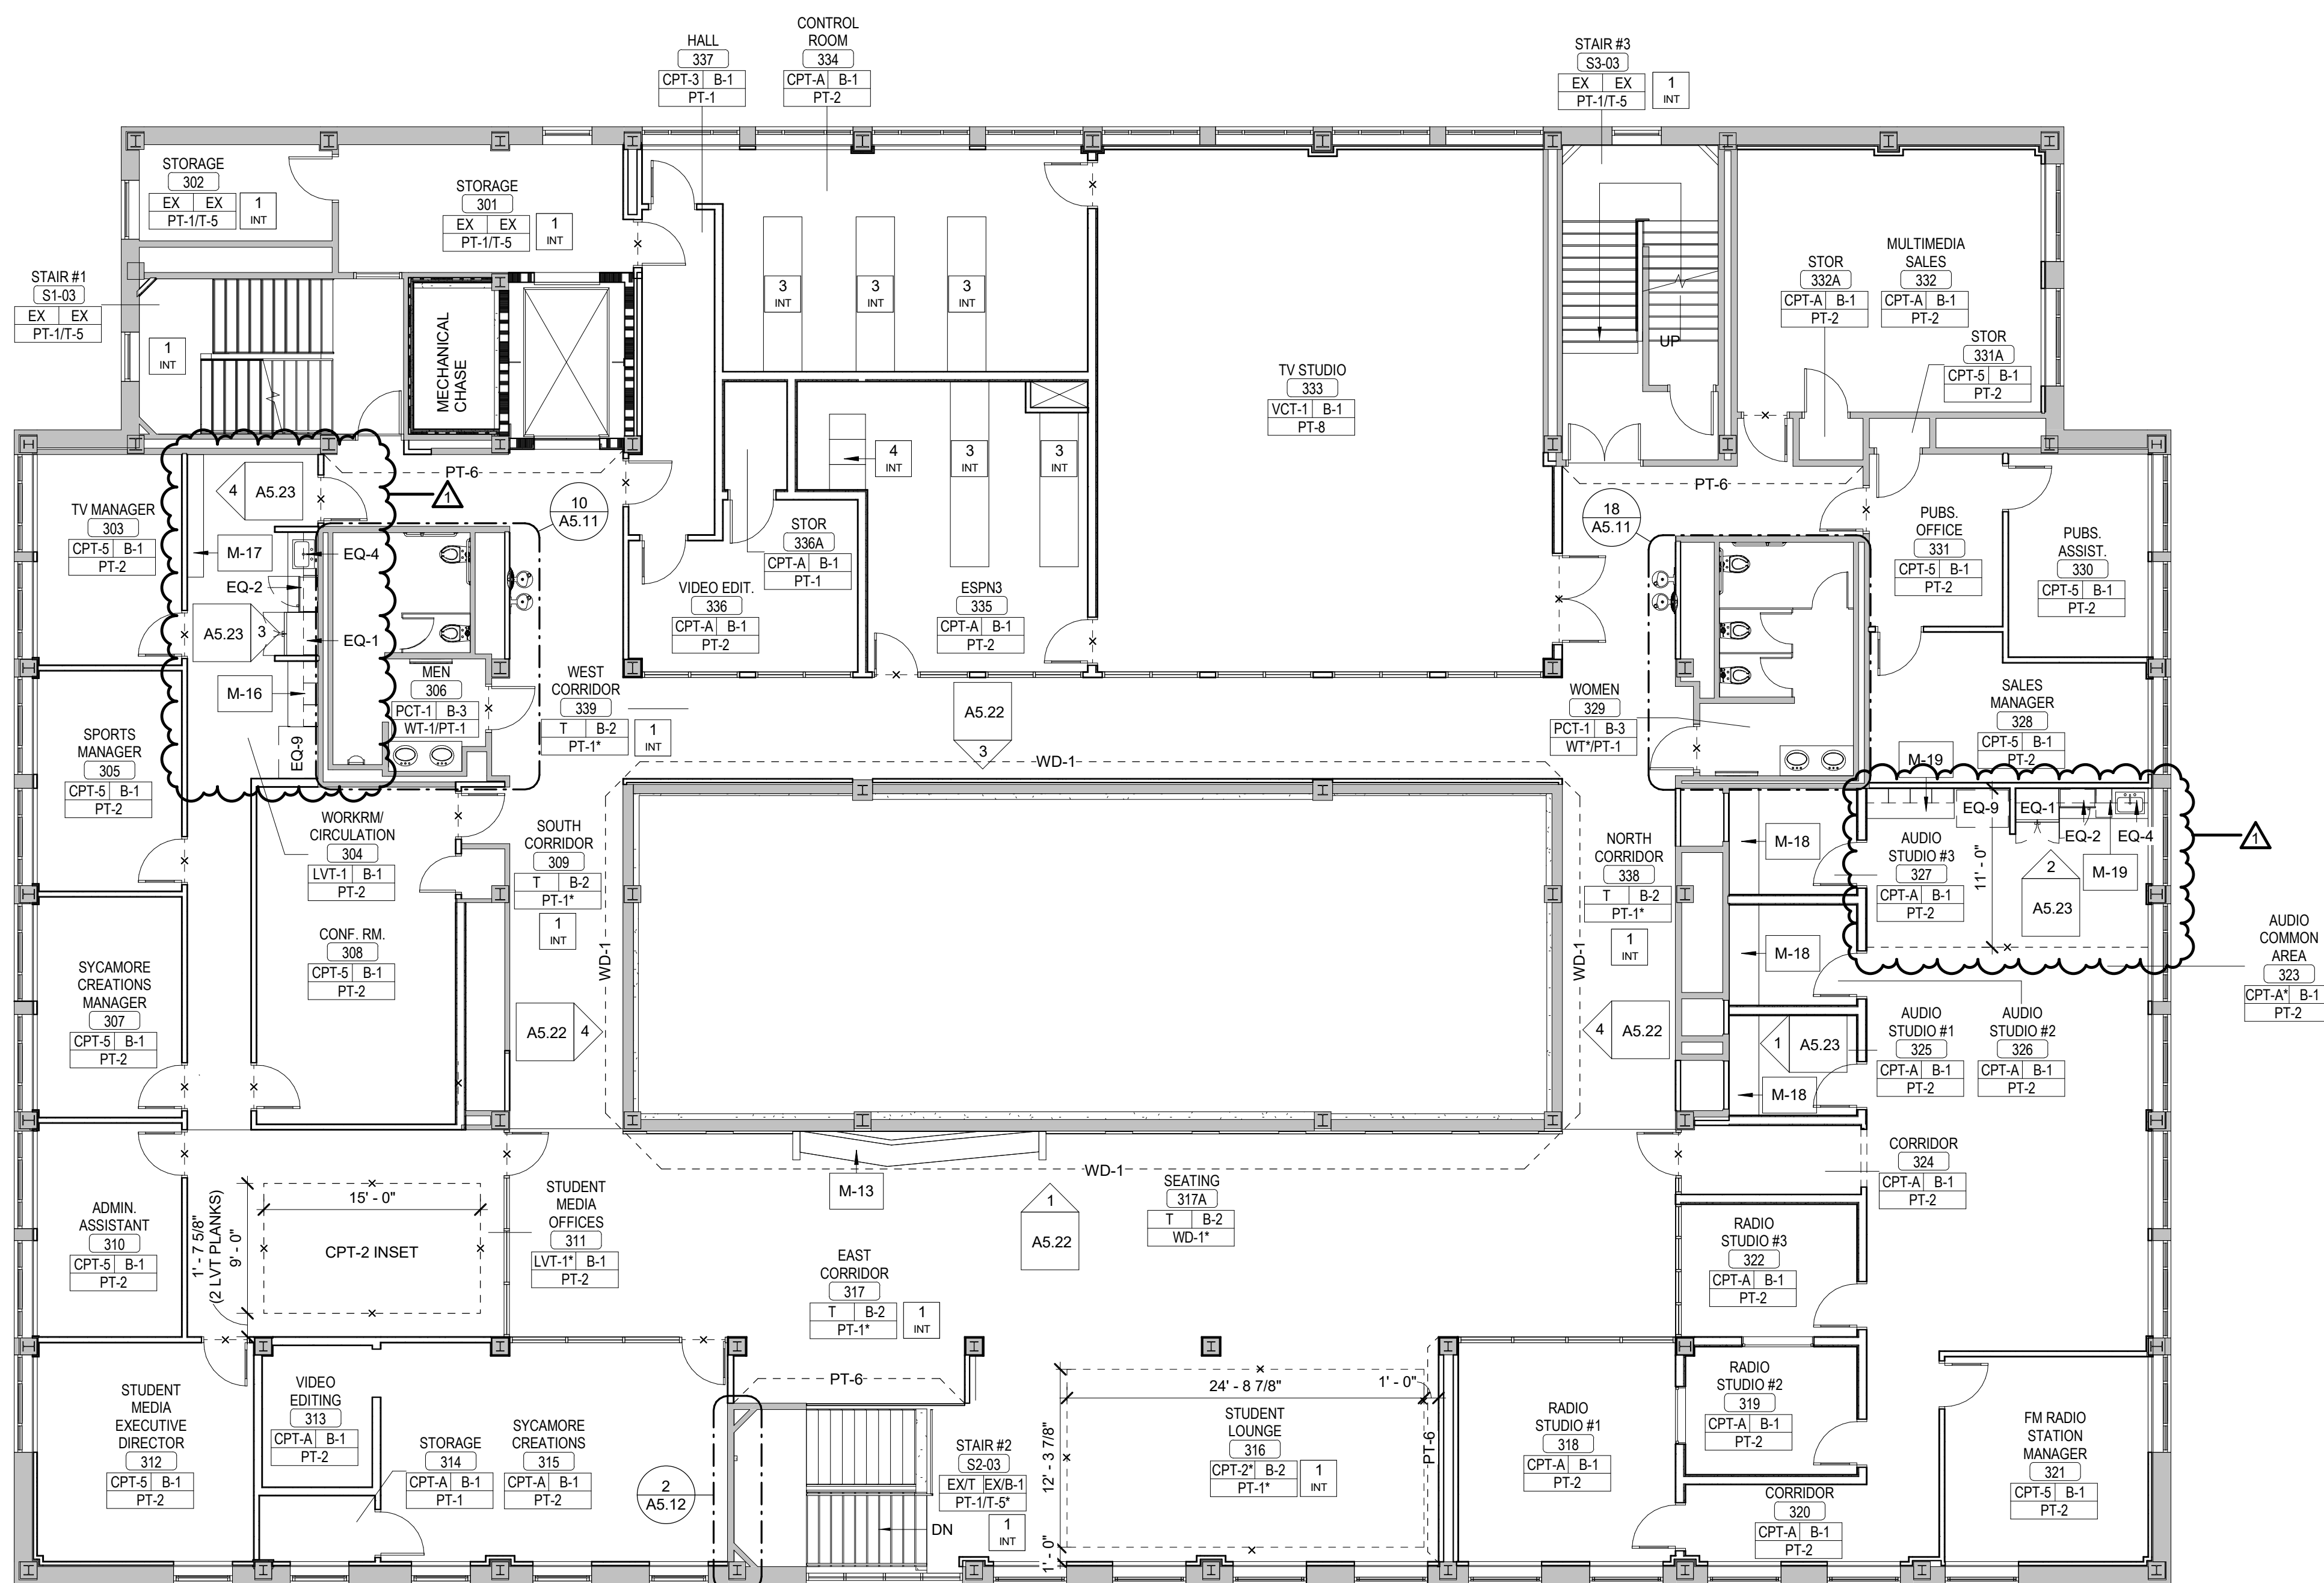 HALL
337
CPT-3 B-1
PT-1
CONTROL
ROOM
334
CPT-A B-1
PT-2
STAIR #3
S3-03
EX EX
PT-1/T-5
1
INT
STORAGE
302
EX EX
PT-1/T-5
1
INT
STORAGE
301
EX EX
PT-1/T-5
1
INT
STAIR #1
S1-03
EX EX
PT-1/T-5
1
INT
MECHANICAL
CHASE
3
INT
3
INT
3
INT
TV STUDIO
333
VCT-1 B-1
PT-8
UP
STOR
332A
CPT-A B-1
PT-2
MULTIMEDIA
SALES
332
CPT-A B-1
PT-2
STOR
331A
CPT-5 B-1
PT-2
4
INT
3
INT
3
INT
PT-6
1
4 A5.23
10
A5.11
TV MANAGER
303
CPT-5 B-1
PT-2
M-17
EQ-4
EQ-2
A5.23
3
EQ-1
M-16
EQ-9
MEN
306
PCT-1 B-3
WT-1/PT-1
STOR
336A
CPT-A B-1
PT-1
VIDEO EDIT.
336
CPT-A B-1
PT-2
ESPN3
335
CPT-A B-1
PT-2
PT-6
18
A5.11
PUBS.
OFFICE
331
CPT-5 B-1
PT-2
PUBS.
ASSIST.
330
CPT-5 B-1
PT-2
WEST
CORRIDOR
339
T B-2
PT-1*
1
INT
A5.22
3
WOMEN
329
PCT-1 B-3
WT*/PT-1
SALES
MANAGER
328
CPT-5 B-1
PT-2
SPORTS
MANAGER
305
CPT-5 B-1
PT-2
WD-1
M-19
EQ-9
EQ-1
EQ-2
EQ-4
1
WORKRM/
CIRCULATION
304
LVT-1 B-1
PT-2
SOUTH
CORRIDOR
309
T B-2
PT-1*
1
INT
NORTH
CORRIDOR
338
T B-2
PT-1*
1
INT
M-18
AUDIO
STUDIO #3
327
CPT-A B-1
PT-2
11' - 0"
2
A5.23
M-19
AUDIO
COMMON
AREA
323
CPT-A* B-1
PT-2
CONF. RM.
308
CPT-5 B-1
PT-2
WD-1
WD-1
M-18
SYCAMORE
CREATIONS
MANAGER
307
CPT-5 B-1
PT-2
A5.22 4
4 A5.22
1 A5.23
M-18
AUDIO
STUDIO #1
325
CPT-A B-1
PT-2
AUDIO
STUDIO #2
326
CPT-A B-1
PT-2
WD-1
M-13
CORRIDOR
324
CPT-A B-1
PT-2
ADMIN.
ASSISTANT
310
CPT-5 B-1
PT-2
1' - 7 5/8"
(2 LVT PLANKS)
9' - 0"
15' - 0"
CPT-2 INSET
STUDENT
MEDIA
OFFICES
311
LVT-1* B-1
PT-2
SEATING
317A
T B-2
WD-1*
1
A5.22
RADIO
STUDIO #3
322
CPT-A B-1
PT-2
EAST
CORRIDOR
317
T B-2
PT-1*
1
INT
PT-6
STUDENT
MEDIA
EXECUTIVE
DIRECTOR
312
CPT-5 B-1
PT-2
VIDEO
EDITING
313
CPT-A B-1
PT-2
STORAGE
314
CPT-A B-1
PT-1
SYCAMORE
CREATIONS
315
CPT-A B-1
PT-2
2
A5.12
STAIR #2
S2-03
EX/T EX/B-1
PT-1/T-5*
1
INT
DN
24' - 8 7/8"
1' - 0"
12' - 3 7/8"
1' - 0"
STUDENT
LOUNGE
316
CPT-2* B-2
PT-1*
1
INT
PT-6
RADIO
STUDIO #1
318
CPT-A B-1
PT-2
RADIO
STUDIO #2
319
CPT-A B-1
PT-2
CORRIDOR
320
CPT-A B-1
PT-2
FM RADIO
STATION
MANAGER
321
CPT-5 B-1
PT-2